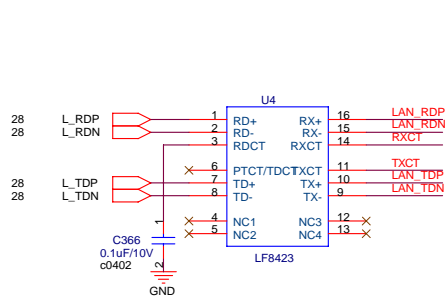 U4
28 L_RDP 1 RD+ RX+ 16 LAN_RDP
28 L_RDN 2 RD- RX- 15 LAN_RDN
3 RDCT RXCT 14 RXCT
6 PTCT/TDCT TXCT 11 TXCT
28 L_TDP 7 TD+ TX+ 10 LAN_TDP
28 L_TDN 8 TD- TX- 9 LAN_TDN
4 NC1 NC3 12
5 NC2 NC4 13
LF8423
1
C366
0.1uF/10V
c0402
2
GND